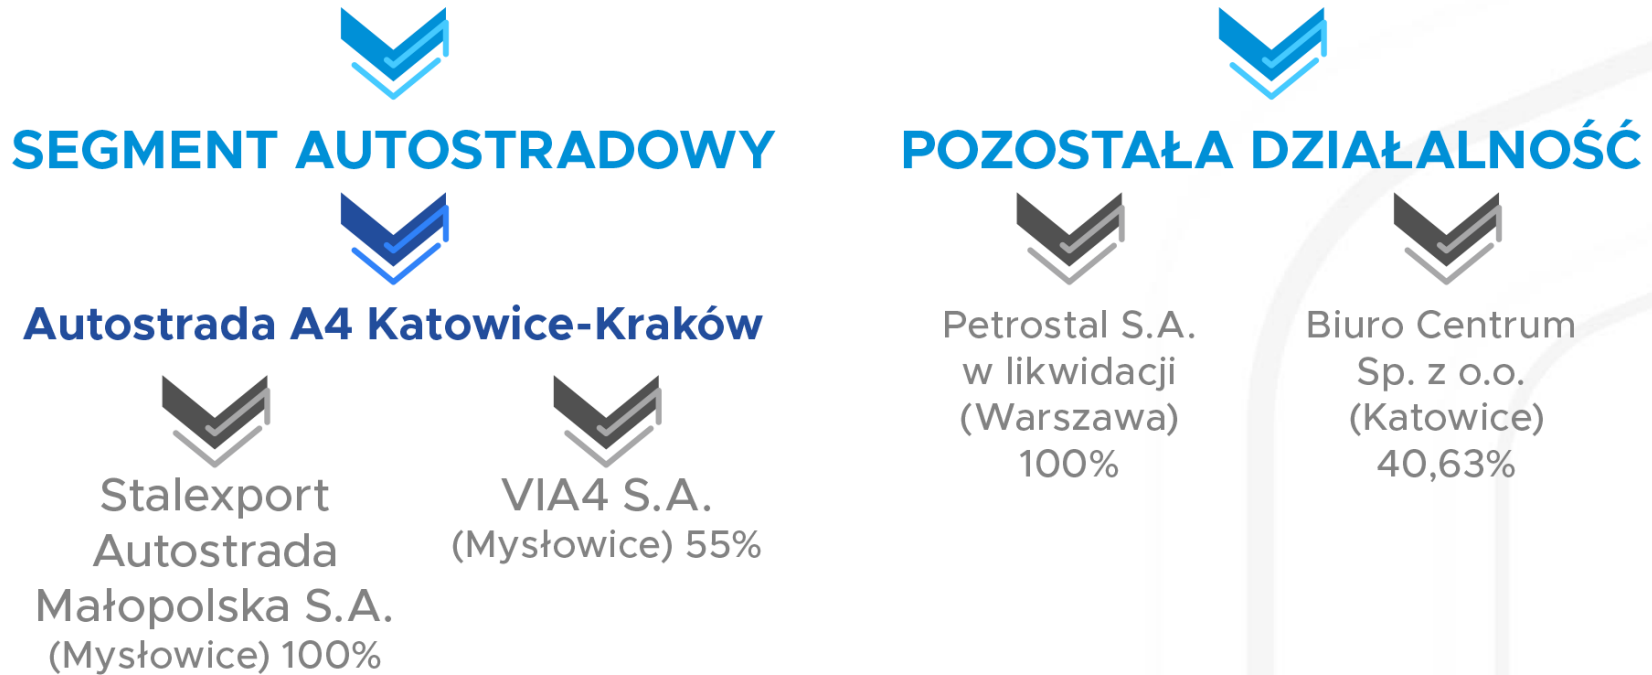 SEGMENT AUTOSTRADOWY
Autostrada A4 Katowice-Kraków
Stalexport
Autostrada
Małopolska S.A.
(Mysłowice) 100%
VIA4 S.A.
(Mysłowice) 55%
POZOSTAŁA DZIAŁALNOŚĆ
Petrostal S.A.
w likwidacji
(Warszawa)
100%
Biuro Centrum
Sp. z o.o.
(Katowice)
40,63%